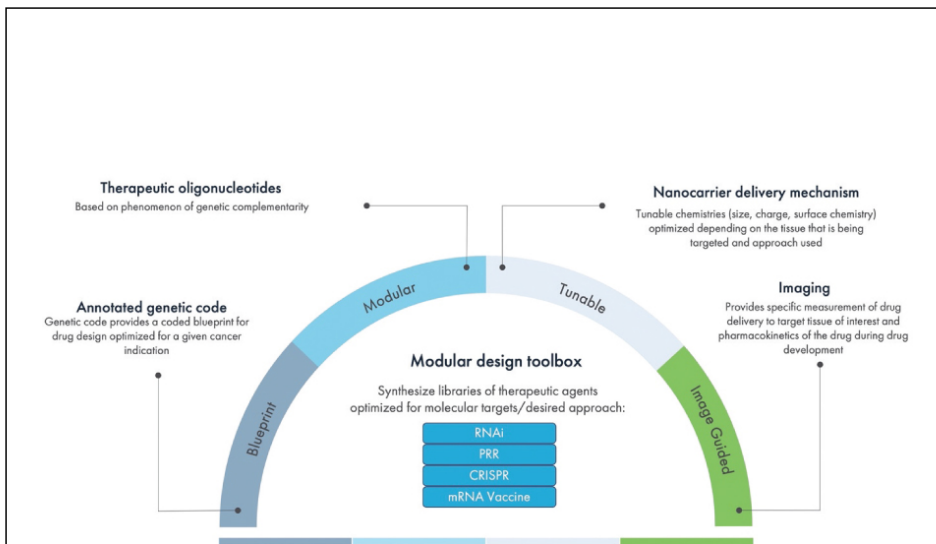 Therapeutic oligonucleotides
Based on phenomenon of genetic complementarity
Nanocarrier delivery mechanism
Tunable chemistries (size, charge, surface chemistry)
optimized depending on the tissue that is being
targeted and approach used
Annotated genetic code
Genetic code provides a coded blueprint for
drug design optimized for a given cancer
indication
Imaging
Provides specific measurement of drug
delivery to target tissue of interest and
pharmacokinetics of the drug during drug
development
Blueprint
Modular
Tunable
Image Guided
Modular design toolbox
Synthesize libraries of therapeutic agents
optimized for molecular targets/desired approach:
RNAi
PRR
CRISPR
mRNA Vaccine